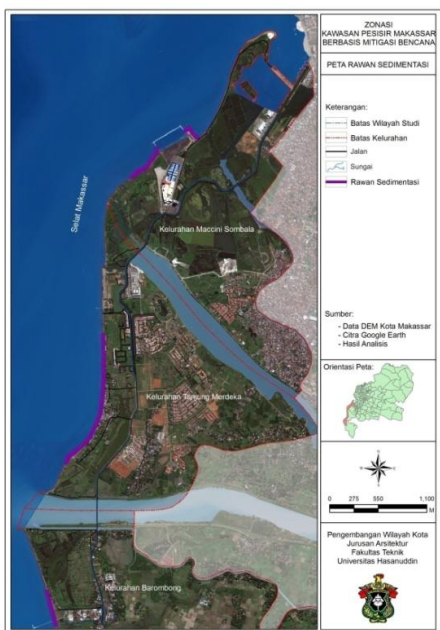 ZONASI
KAWASAN PESISIR MAKASSAR
BERBASIS MITIGASI BENCANA
PETA RAWAN SEDIMENTASI
Keterangan:
Batas Wilayah Studi
Batas Kelurahan
Jalan
Sungai
Rawan Sedimentasi
Sumber:
- Data DEM Kota Makassar
- Citra Google Earth
- Hasil Analisis
Orientasi Peta:
0 275 550 1,100
M
Pengembangan Wilayah Kota
Jurusan Arsitektur
Fakultas Teknik
Universitas Hasanuddin
Selat Makassar
Kelurahan Maccini Sombala
Kelurahan Tanjung Merdeka
Kelurahan Barombong